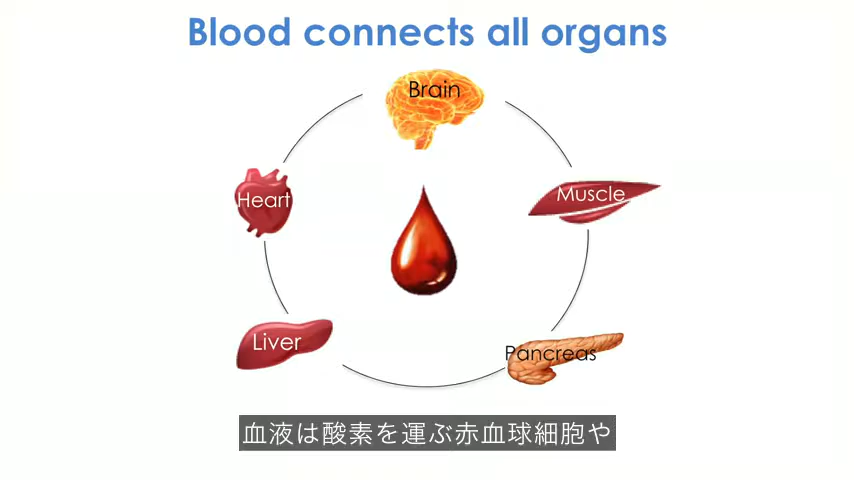 Blood connects all organs
Brain
Heart
Muscle
Liver
Pancreas
血液は酸素を運ぶ赤血球細胞や